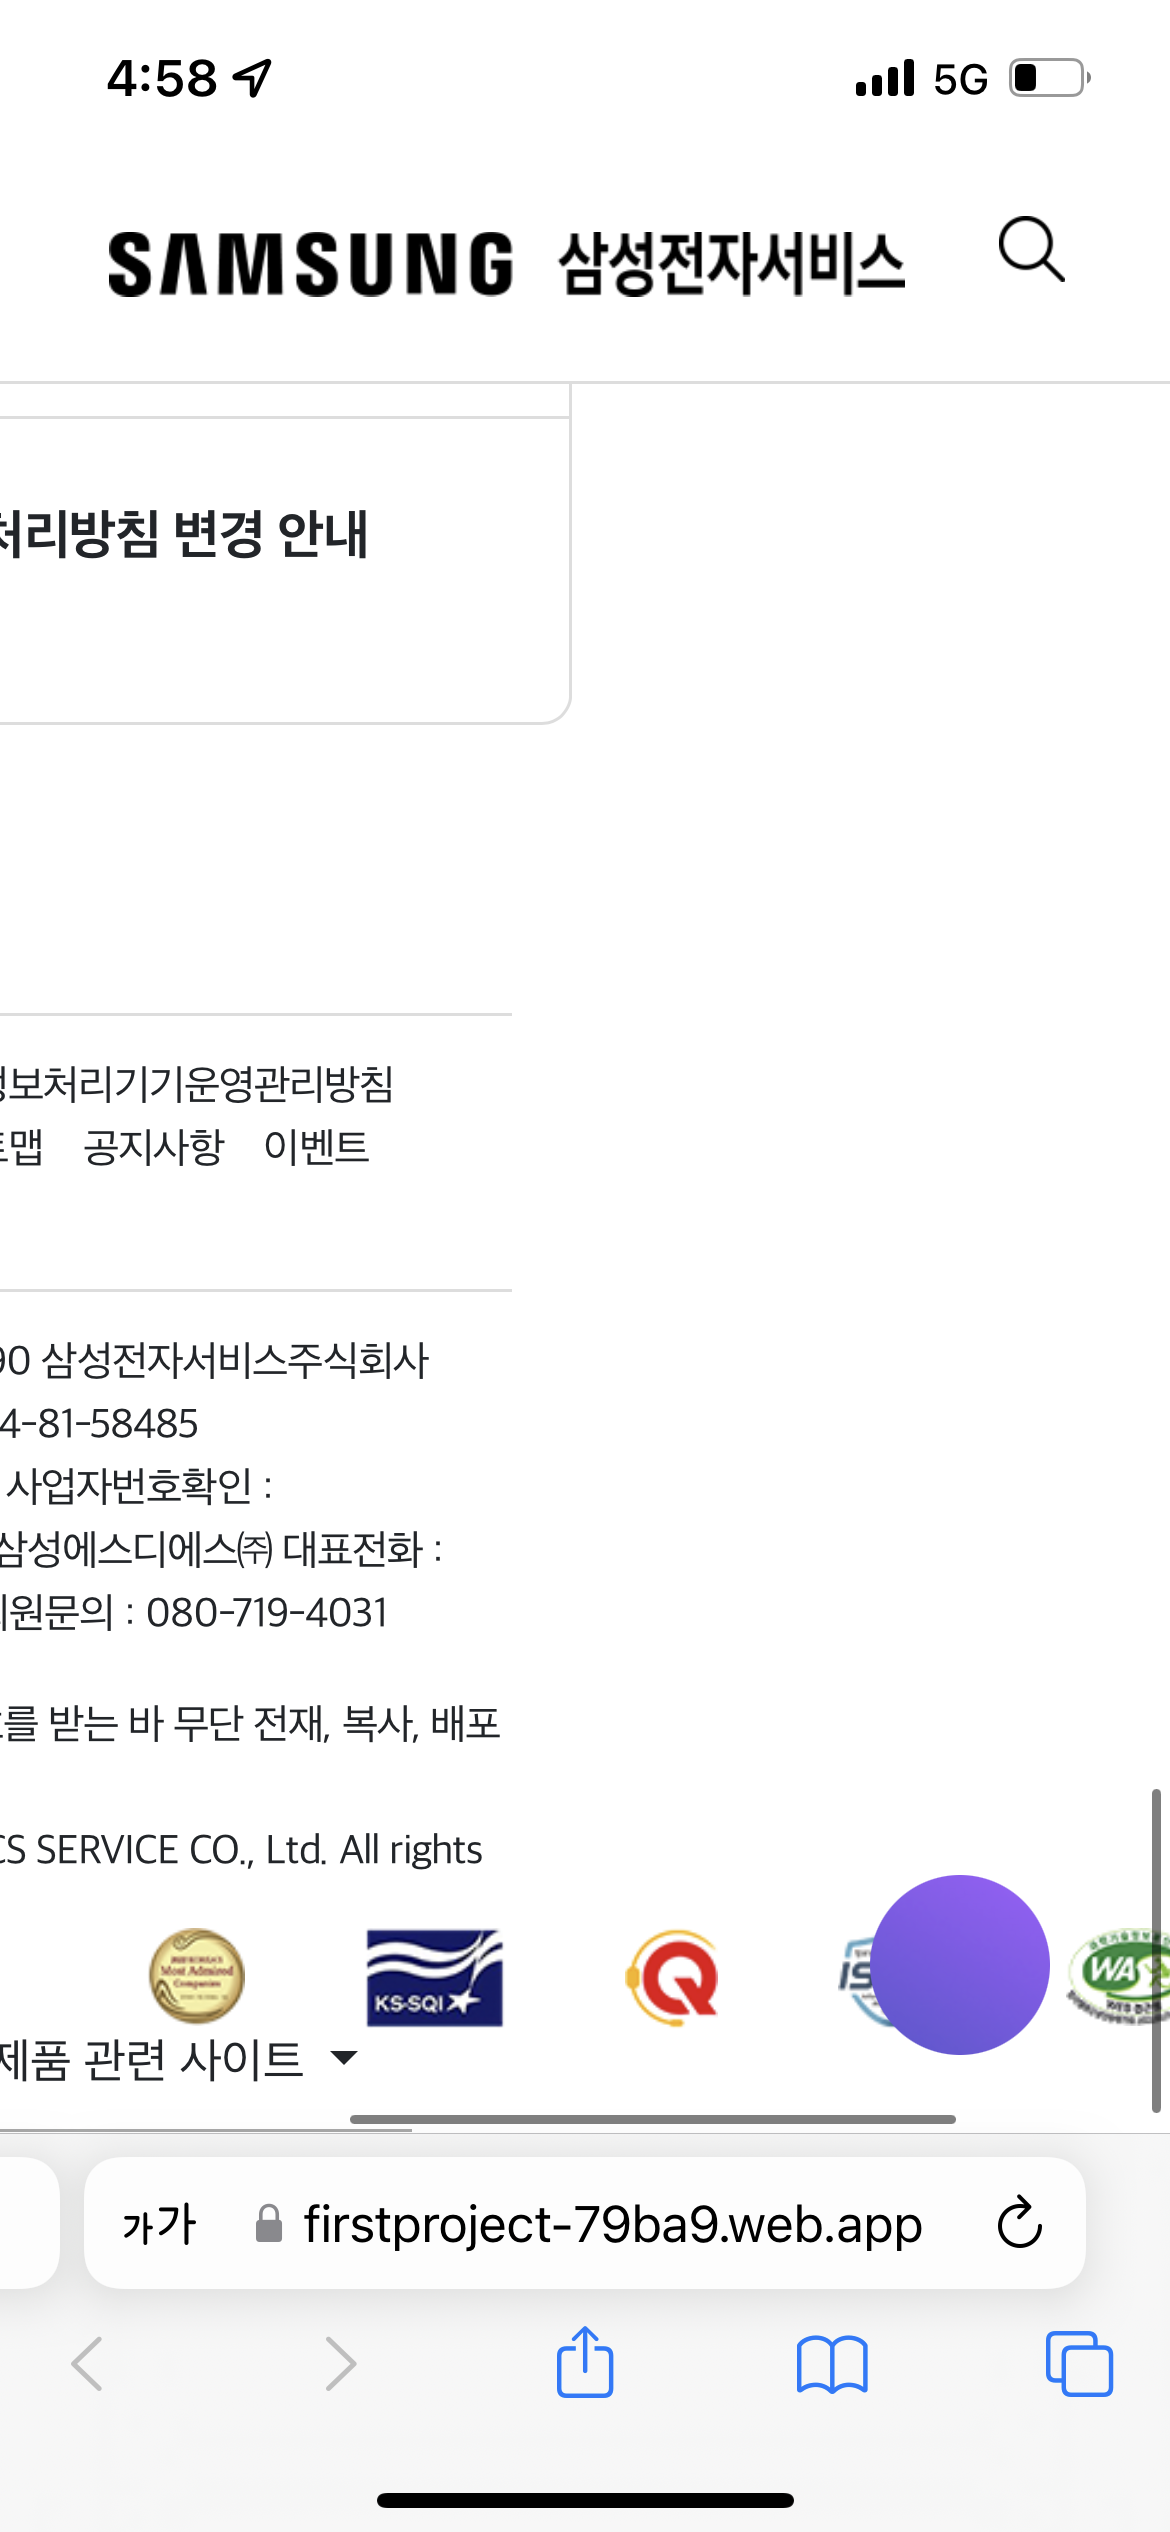 4:58
5G
SAMSUNG 삼성전자서비스
처리방침 변경 안내
정보처리기기운영관리방침
트맵 공지사항 이벤트
90 삼성전자서비스주식회사
4-81-58485
사업자번호확인 :
삼성에스디에스㈜ 대표전화 :
회원문의 : 080-719-4031
를 받는 바 무단 전재, 복사, 배포
CS SERVICE CO., Ltd. All rights
Most Admired
Companies
KS-SQI
Q
IS
WA
제품 관련 사이트
가가 firstproject-79ba9.web.app